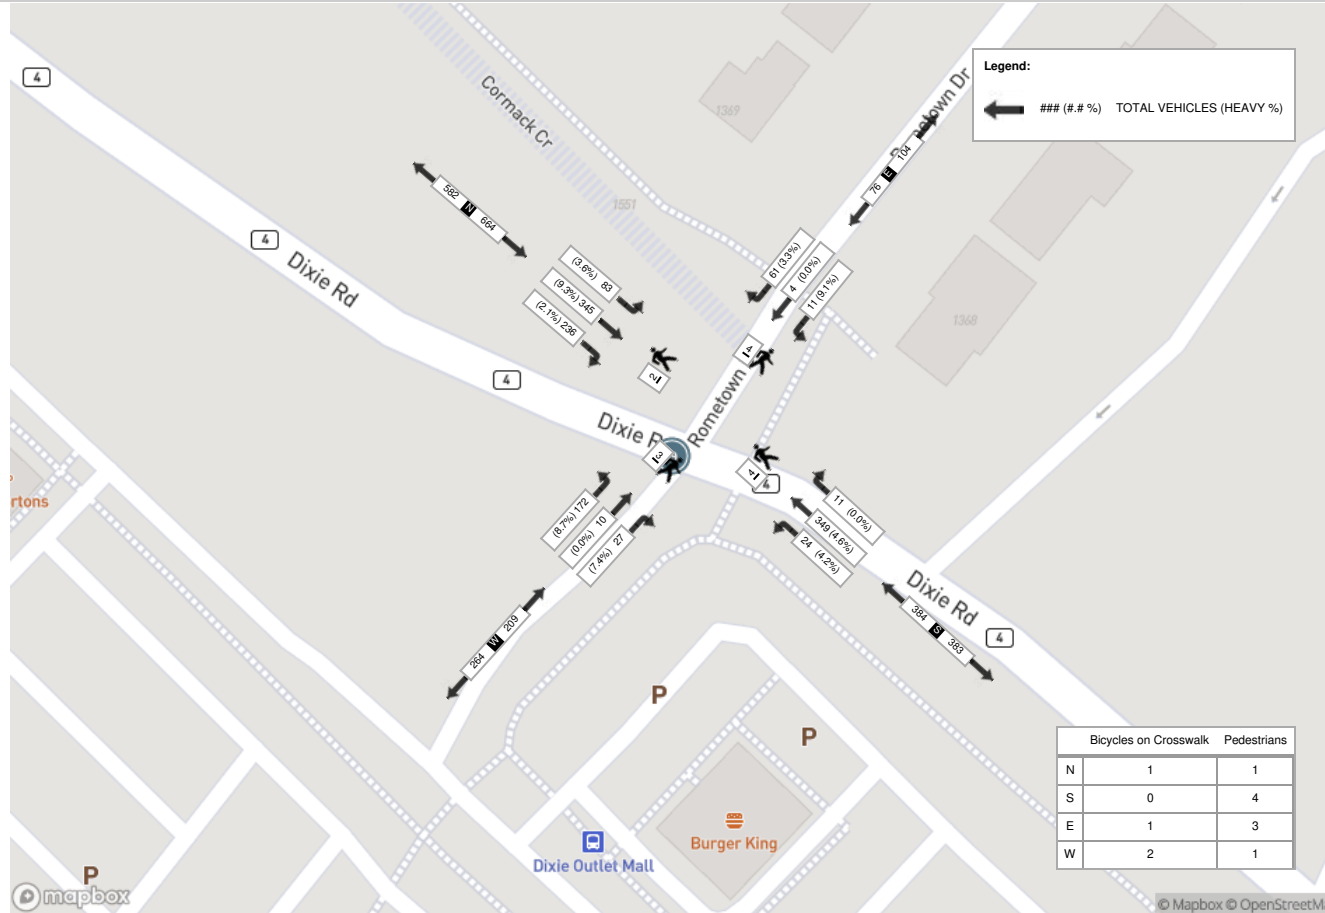 4
Cormack Cr
1369
Rometown Dr
Legend:
### (#.# %) TOTAL VEHICLES (HEAVY %)
582 N 664
1551
76 E 104
4
Dixie Rd
(3.6%) 83
(9.3%) 345
(2.1%) 236
61 (3.3%)
4 (0.0%)
11 (9.1%)
1368
4
2
4
Dixie R
Rometown
3
4
4
rtons
(8.7%) 172
(0.0%) 10
(7.4%) 27
11 (0.0%)
349 (4.6%)
24 (4.2%)
Dixie Rd
264 W 209
384 S 383
4
P
P
Bicycles on Crosswalk Pedestrians
N 1 1
S 0 4
E 1 3
W 2 1
Burger King
Dixie Outlet Mall
P
mapbox
© Mapbox © OpenStreetM